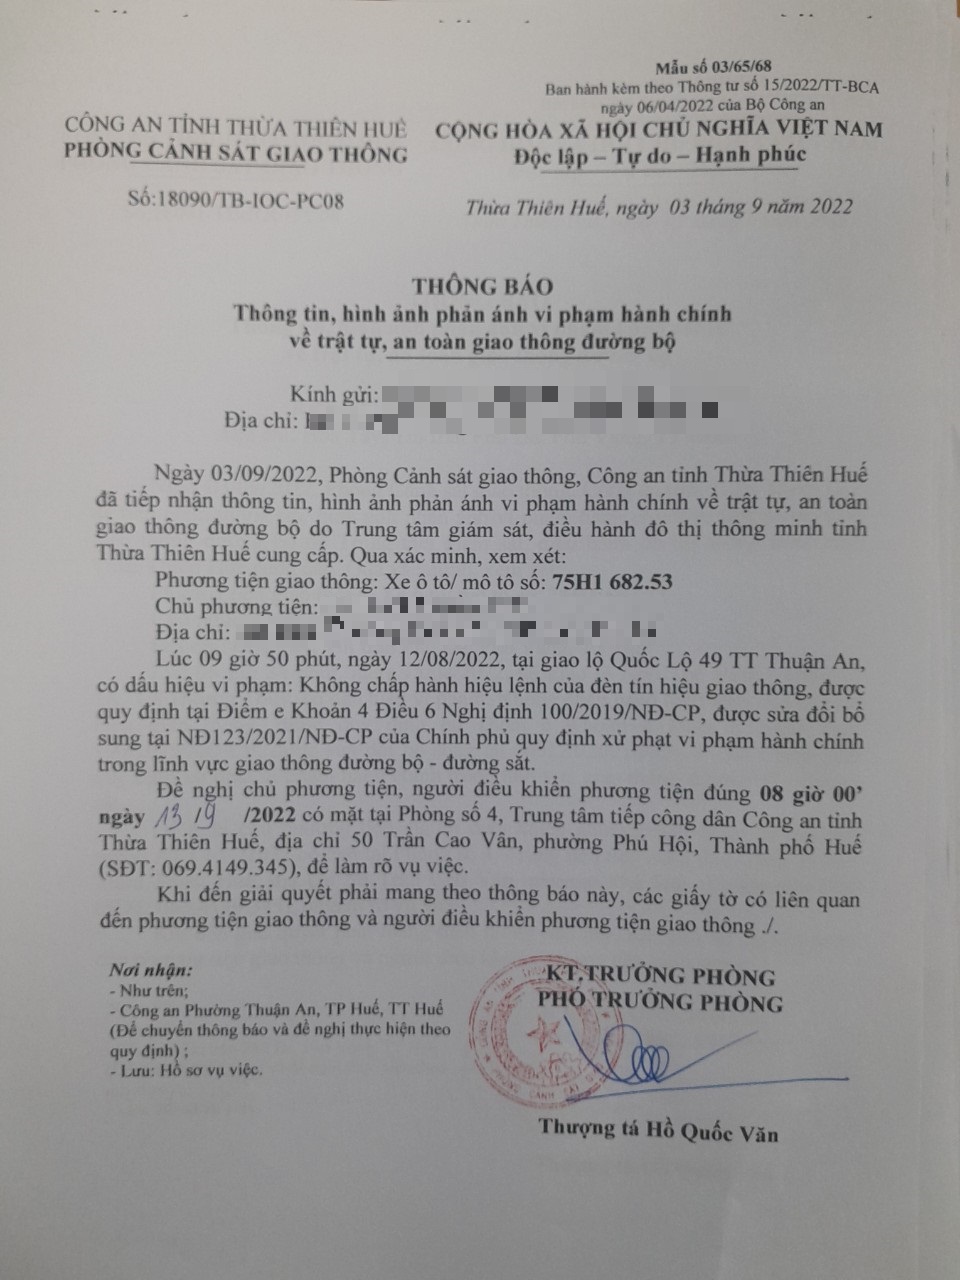 Mẫu số 03/65/68
Ban hành kèm theo Thông tư số 15/2022/TT-BCA
ngày 06/04/2022 của Bộ Công an
CÔNG AN TỈNH THỪA THIÊN HUẾ
PHÒNG CẢNH SÁT GIAO THÔNG
CỘNG HÒA XÃ HỘI CHỦ NGHĨA VIỆT NAM
Độc lập – Tự do – Hạnh phúc
Số:18090/TB-IOC-PC08
Thừa Thiên Huế, ngày 03 tháng 9 năm 2022
THÔNG BÁO
Thông tin, hình ảnh phản ánh vi phạm hành chính
về trật tự, an toàn giao thông đường bộ
Kính gửi:
Địa chỉ:
Ngày 03/09/2022, Phòng Cảnh sát giao thông, Công an tỉnh Thừa Thiên Huế
đã tiếp nhận thông tin, hình ảnh phản ánh vi phạm hành chính về trật tự, an toàn
giao thông đường bộ do Trung tâm giám sát, điều hành đô thị thông minh tỉnh
Thừa Thiên Huế cung cấp. Qua xác minh, xem xét:
Phương tiện giao thông: Xe ô tô/ mô tô số: 75H1 682.53
Chủ phương tiện:
Địa chỉ:
Lúc 09 giờ 50 phút, ngày 12/08/2022, tại giao lộ Quốc Lộ 49 TT Thuận An,
có dấu hiệu vi phạm: Không chấp hành hiệu lệnh của đèn tín hiệu giao thông, được
quy định tại Điểm e Khoản 4 Điều 6 Nghị định 100/2019/NĐ-CP, được sửa đổi bổ
sung tại NĐ123/2021/NĐ-CP của Chính phủ quy định xử phạt vi phạm hành chính
trong lĩnh vực giao thông đường bộ - đường sắt.
Đề nghị chủ phương tiện, người điều khiển phương tiện đúng 08 giờ 00’
ngày 13/9 /2022 có mặt tại Phòng số 4, Trung tâm tiếp công dân Công an tỉnh
Thừa Thiên Huế, địa chỉ 50 Trần Cao Vân, phường Phú Hội, Thành phố Huế
(SĐT: 069.4149.345), để làm rõ vụ việc.
Khi đến giải quyết phải mang theo thông báo này, các giấy tờ có liên quan
đến phương tiện giao thông và người điều khiển phương tiện giao thông ./.
Nơi nhận:
- Như trên;
- Công an Phường Thuận An, TP Huế, TT Huế
(Để chuyển thông báo và đề nghị thực hiện theo
quy định) ;
- Lưu: Hồ sơ vụ việc.
KT.TRƯỞNG PHÒNG
PHÓ TRƯỞNG PHÒNG
Thượng tá Hồ Quốc Văn